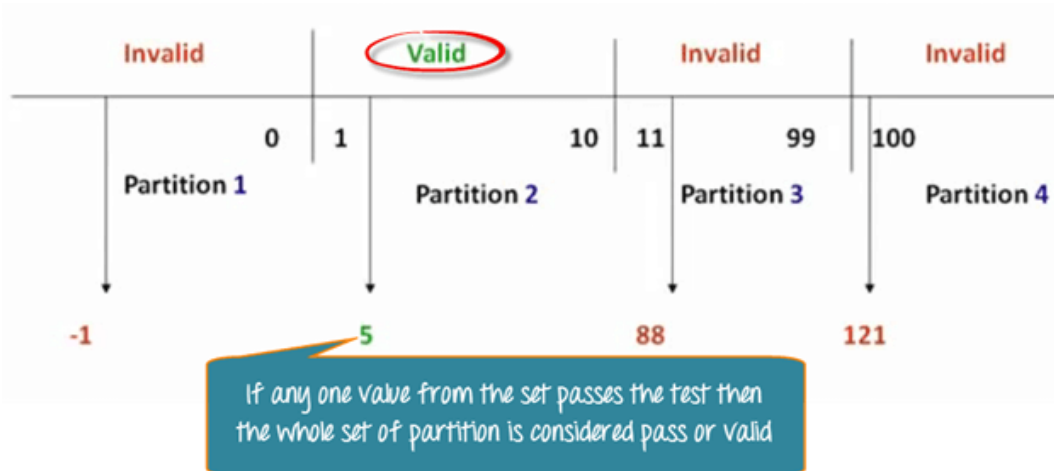 Invalid Valid Invalid Invalid
0 1 10 11 99 100
Partition 1 Partition 2 Partition 3 Partition 4
-1 5 88 121
If any one value from the set passes the test then
the whole set of partition is considered pass or valid